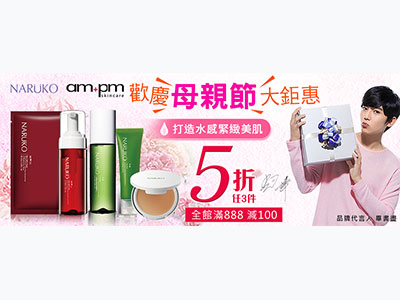 NARUKO am+pm skincare 歡慶母親節大鉅惠
打造水感緊緻美肌
5折
任3件
全館滿888 減100
NARUKO
品牌代言人 畢書盡